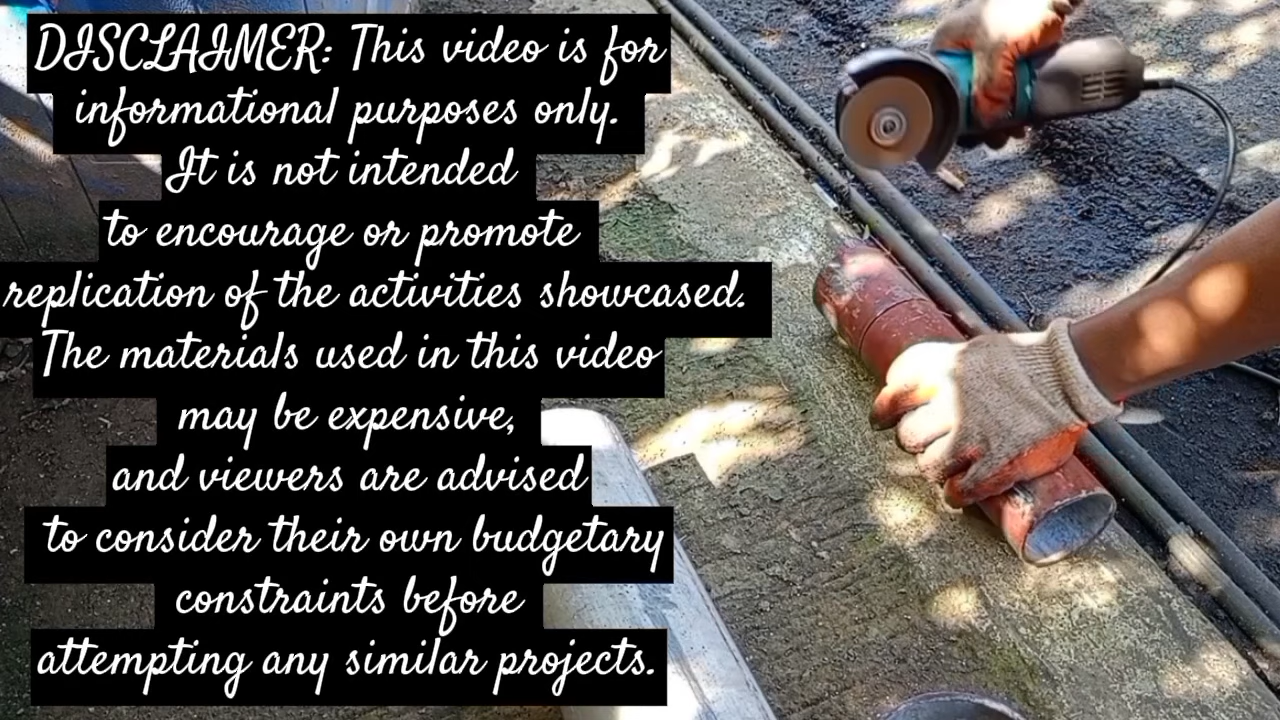 DISCLAIMER: This video is for
informational purposes only.
It is not intended
to encourage or promote
replication of the activities showcased.
The materials used in this video
may be expensive,
and viewers are advised
to consider their own budgetary
constraints before
attempting any similar projects.